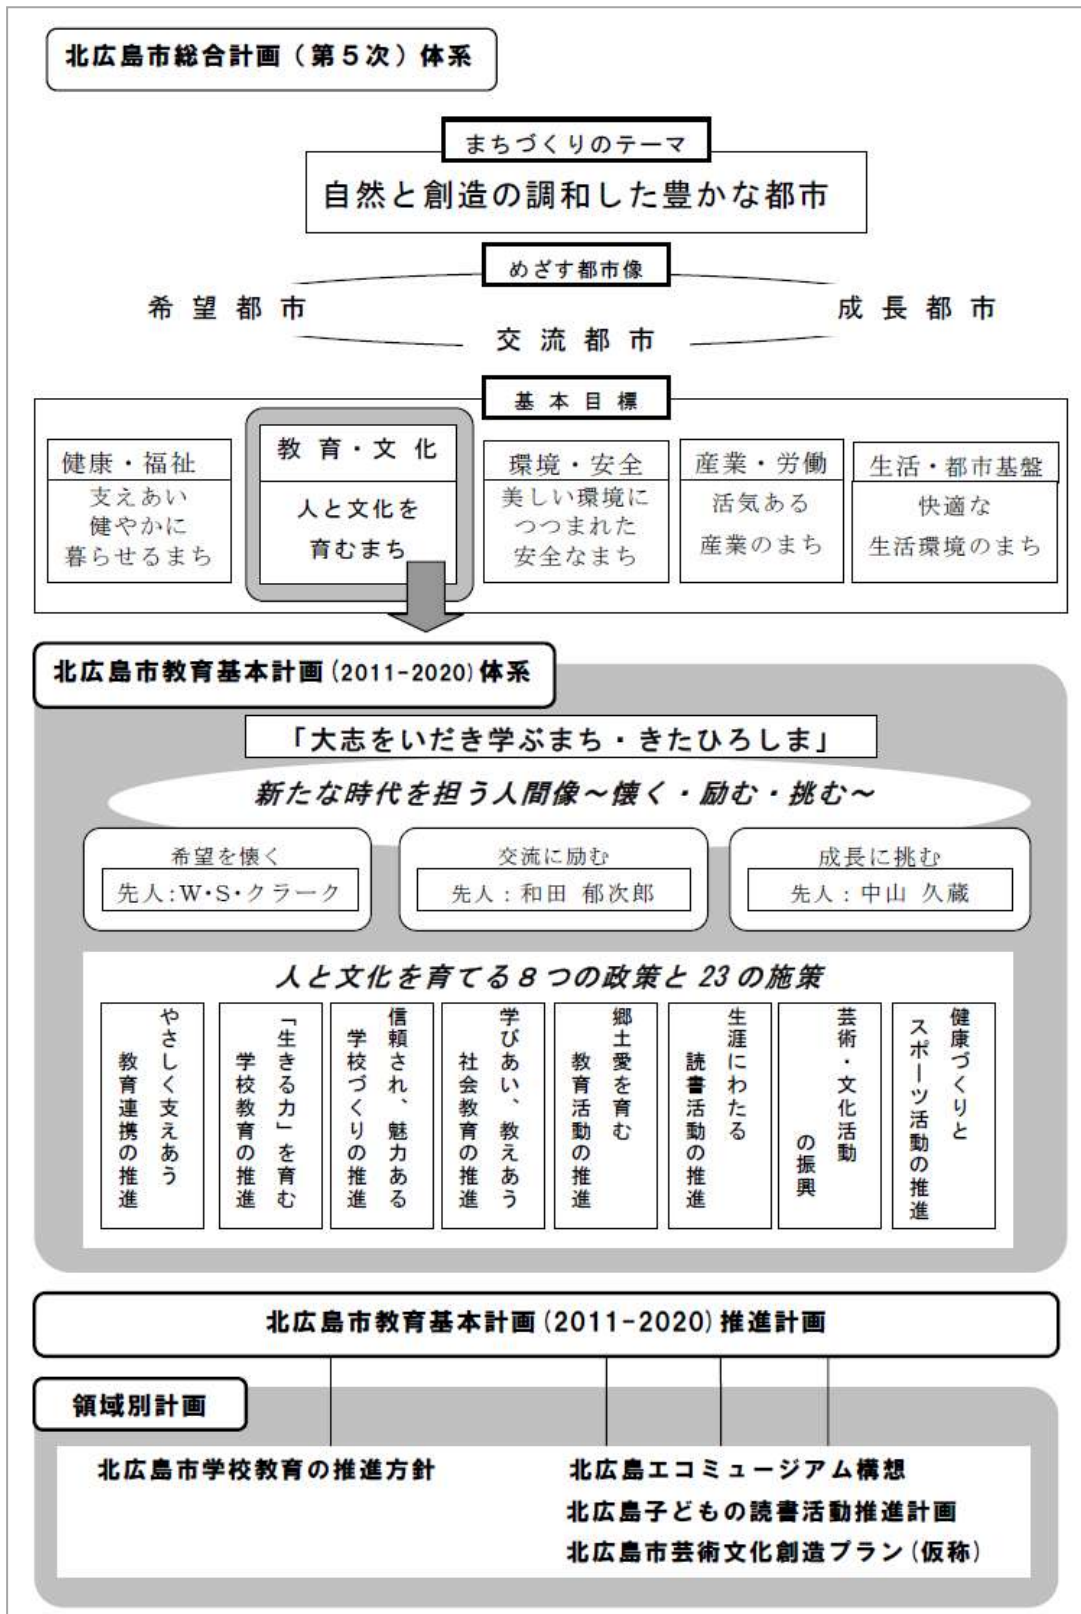 北広島市総合計画（第５次）体系
まちづくりのテーマ
自然と創造の調和した豊かな都市
めざす都市像
希望都市
成長都市
交流都市
基本目標
健康・福祉
支えあい
健やかに
暮らせるまち
教育・文化
人と文化を
育むまち
環境・安全
美しい環境に
つつまれた
安全なまち
産業・労働
活気ある
産業のまち
生活・都市基盤
快適な
生活環境のまち
北広島市教育基本計画(2011-2020)体系
「大志をいだき学ぶまち・きたひろしま」
新たな時代を担う人間像～懐く・励む・挑む～
希望を懐く
先人：W・S・クラーク
交流に励む
先人：和田 郁次郎
成長に挑む
先人：中山 久蔵
人と文化を育てる８つの政策と23の施策
やさしく支えあう
教育連携の推進
「生きる力」を育む
学校教育の推進
信頼され、魅力ある
学校づくりの推進
学びあい、教えあう
社会教育の推進
郷土愛を育む
教育活動の推進
生涯にわたる
読書活動の推進
芸術・文化活動
の振興
健康づくりと
スポーツ活動の推進
北広島市教育基本計画(2011-2020)推進計画
領域別計画
北広島市学校教育の推進方針
北広島エコミュージアム構想
北広島子どもの読書活動推進計画
北広島市芸術文化創造プラン(仮称)